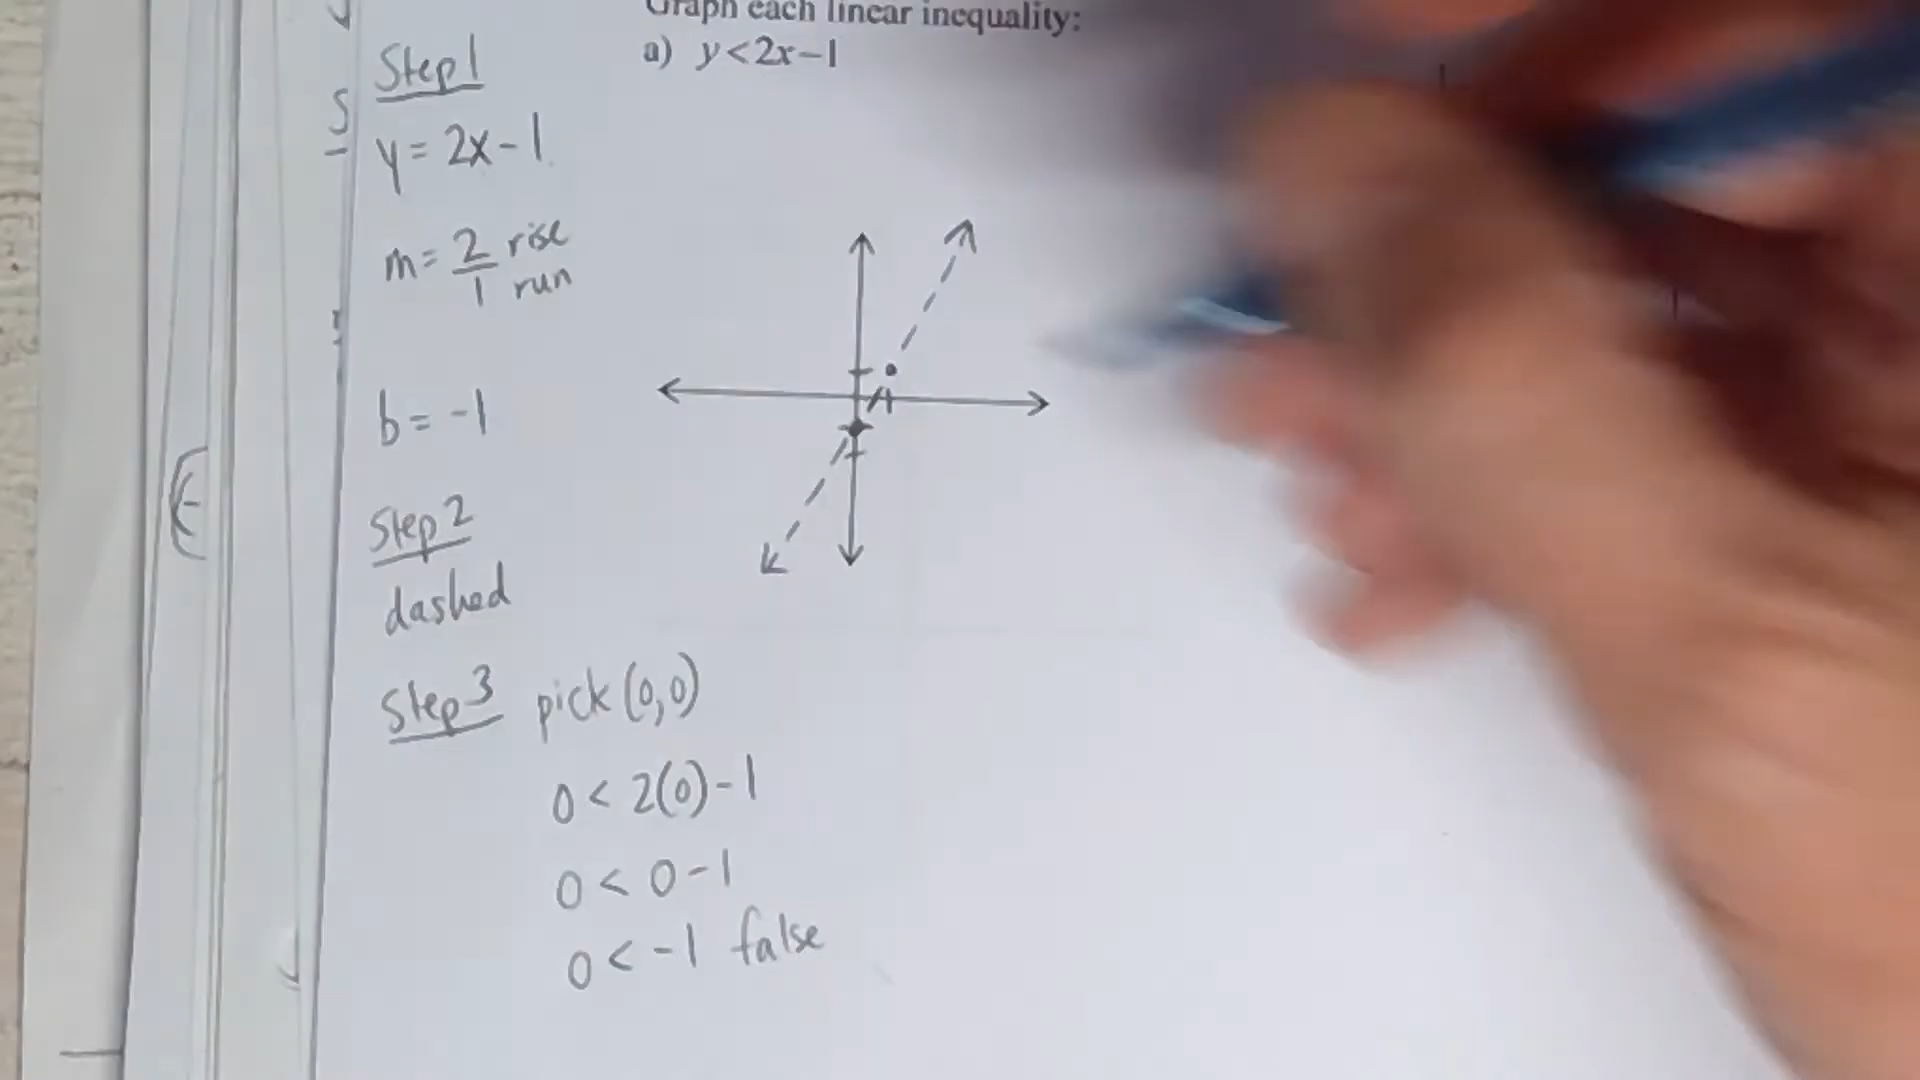 Graph each linear inequality:
a) y<2x−1
Step 1
y = 2x - 1
m = 2/1 rise/run
b = -1
Step 2
dashed
Step 3 pick (0,0)
0 < 2(0) - 1
0 < 0 - 1
0 < -1 false